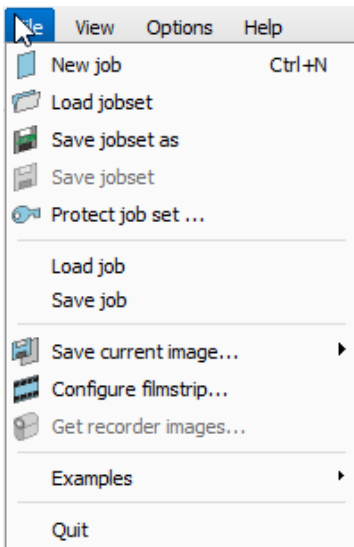 File View Options Help
New job Ctrl+N
Load jobset
Save jobset as
Save jobset
Protect job set ...
Load job
Save job
Save current image...
Configure filmstrip...
Get recorder images...
Examples
Quit